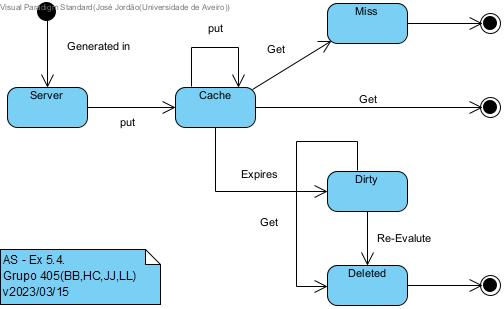 Visual Paradigm Standard(José Jordão(Universidade de Aveiro))
Miss
put
Generated in
Get
Server
Cache
Get
put
Expires
Dirty
Get
Re-Evalute
AS - Ex 5.4.
Grupo 405(BB,HC,JJ,LL)
v2023/03/15
Deleted